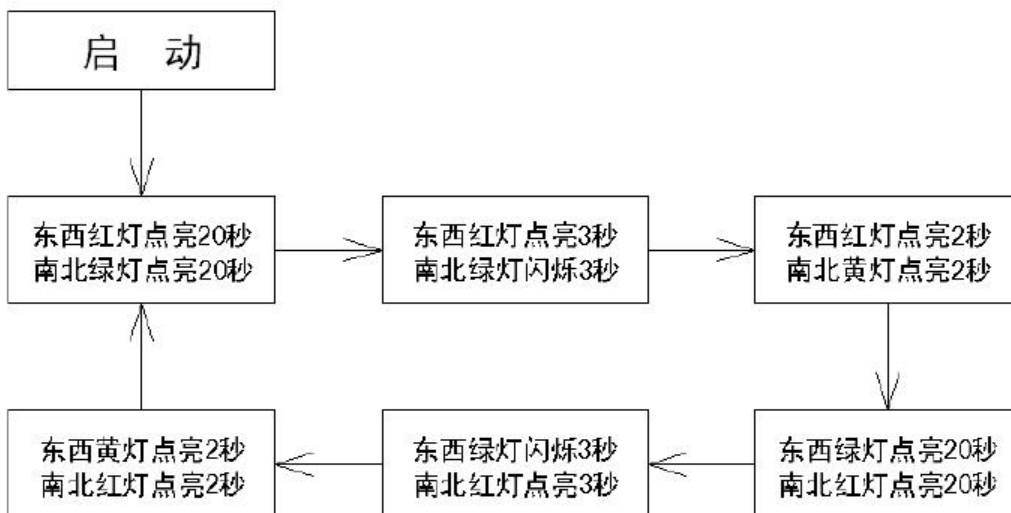 启 动
东西红灯点亮20秒
南北绿灯点亮20秒
东西红灯点亮3秒
南北绿灯闪烁3秒
东西红灯点亮2秒
南北黄灯点亮2秒
东西黄灯点亮2秒
南北红灯点亮2秒
东西绿灯闪烁3秒
南北红灯点亮3秒
东西绿灯点亮20秒
南北红灯点亮20秒